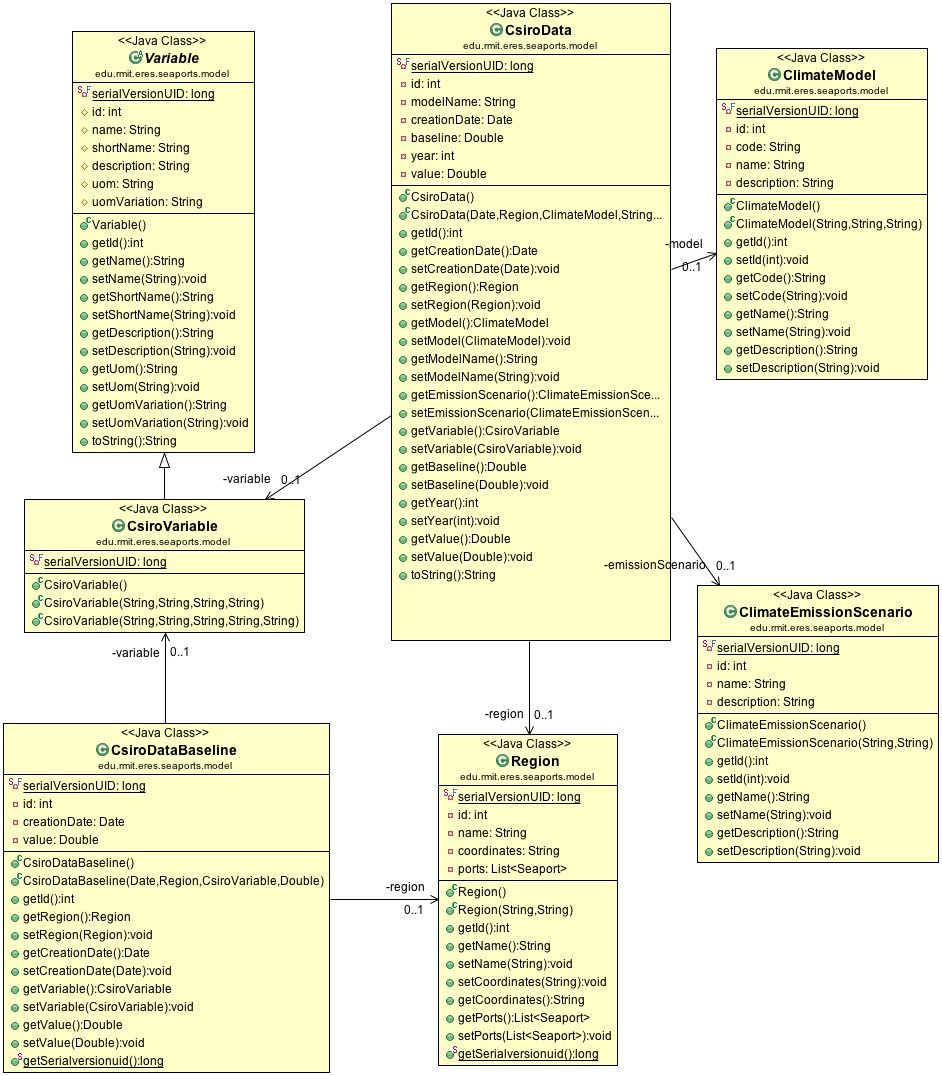 <<Java Class>>
Variable
edu.rmit.eres.seaports.model
serialVersionUID: long
id: int
name: String
shortName: String
description: String
uom: String
uomVariation: String
Variable()
getId():int
getName():String
setName(String):void
getShortName():String
setShortName(String):void
getDescription():String
setDescription(String):void
getUom():String
setUom(String):void
getUomVariation():String
setUomVariation(String):void
toString():String
<<Java Class>>
CsiroData
edu.rmit.eres.seaports.model
serialVersionUID: long
id: int
modelName: String
creationDate: Date
baseline: Double
year: int
value: Double
CsiroData()
CsiroData(Date,Region,ClimateModel,String...
getId():int
getCreationDate():Date
setCreationDate(Date):void
getRegion():Region
setRegion(Region):void
getModel():ClimateModel
setModel(ClimateModel):void
getModelName():String
setModelName(String):void
getEmissionScenario():ClimateEmissionSce...
setEmissionScenario(ClimateEmissionScen...
getVariable():CsiroVariable
setVariable(CsiroVariable):void
getBaseline():Double
setBaseline(Double):void
getYear():int
setYear(int):void
getValue():Double
setValue(Double):void
toString():String
-model
0..1
<<Java Class>>
ClimateModel
edu.rmit.eres.seaports.model
serialVersionUID: long
id: int
code: String
name: String
description: String
ClimateModel()
ClimateModel(String,String,String)
getId():int
setId(int):void
getCode():String
setCode(String):void
getName():String
setName(String):void
getDescription():String
setDescription(String):void
-variable
0..1
<<Java Class>>
CsiroVariable
edu.rmit.eres.seaports.model
serialVersionUID: long
CsiroVariable()
CsiroVariable(String,String,String,String)
CsiroVariable(String,String,String,String,String)
-emissionScenario
0..1
<<Java Class>>
ClimateEmissionScenario
edu.rmit.eres.seaports.model
serialVersionUID: long
id: int
name: String
description: String
ClimateEmissionScenario()
ClimateEmissionScenario(String,String)
getId():int
setId(int):void
getName():String
setName(String):void
getDescription():String
setDescription(String):void
-variable
0..1
<<Java Class>>
CsiroDataBaseline
edu.rmit.eres.seaports.model
serialVersionUID: long
id: int
creationDate: Date
value: Double
CsiroDataBaseline()
CsiroDataBaseline(Date,Region,CsiroVariable,Double)
getId():int
getRegion():Region
setRegion(Region):void
getCreationDate():Date
setCreationDate(Date):void
getVariable():CsiroVariable
setVariable(CsiroVariable):void
getValue():Double
setValue(Double):void
getSerialversionuid():long
-region
0..1
-region
0..1
<<Java Class>>
Region
edu.rmit.eres.seaports.model
serialVersionUID: long
id: int
name: String
coordinates: String
ports: List<Seaport>
Region()
Region(String,String)
getId():int
getName():String
setName(String):void
setCoordinates(String):void
getCoordinates():String
getPorts():List<Seaport>
setPorts(List<Seaport>):void
getSerialversionuid():long